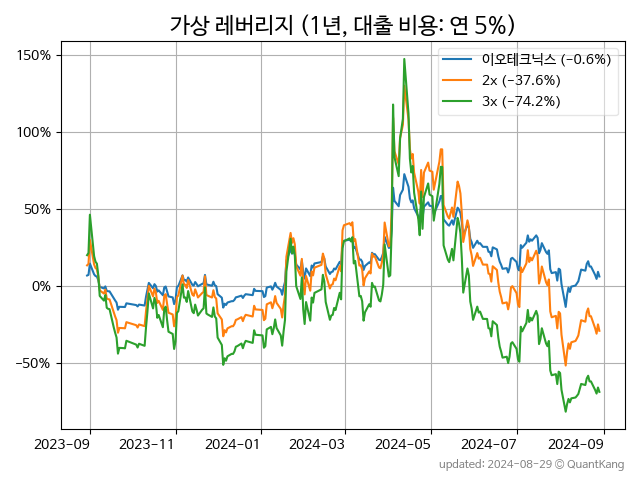 가상 레버리지 (1년, 대출 비용: 연 5%)
150%
100%
50%
0%
−50%
이오테크닉스 (−0.6%)
2x (−37.6%)
3x (−74.2%)
2023-09
2023-11
2024-01
2024-03
2024-05
2024-07
2024-09
updated: 2024-08-29 ⓒ QuantKang